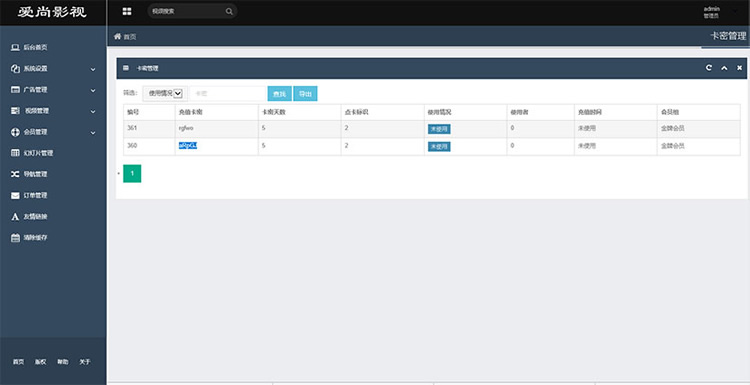 爱尚影视
视频搜索
admin
管理员
首页
卡密管理
后台首页
系统设置
广告管理
视频管理
会员管理
幻灯片管理
导航管理
订单管理
友情链接
清除缓存
首页 版权 帮助 关于
卡密管理
筛选: 使用情况 卡密 查找 导出
编号 充值卡密 卡密天数 点卡标识 使用情况 使用者 充值时间 会员组
361 rgfwo 5 2 未使用 0 未使用 金牌会员
360 aRpGJ 5 2 未使用 0 未使用 金牌会员
1